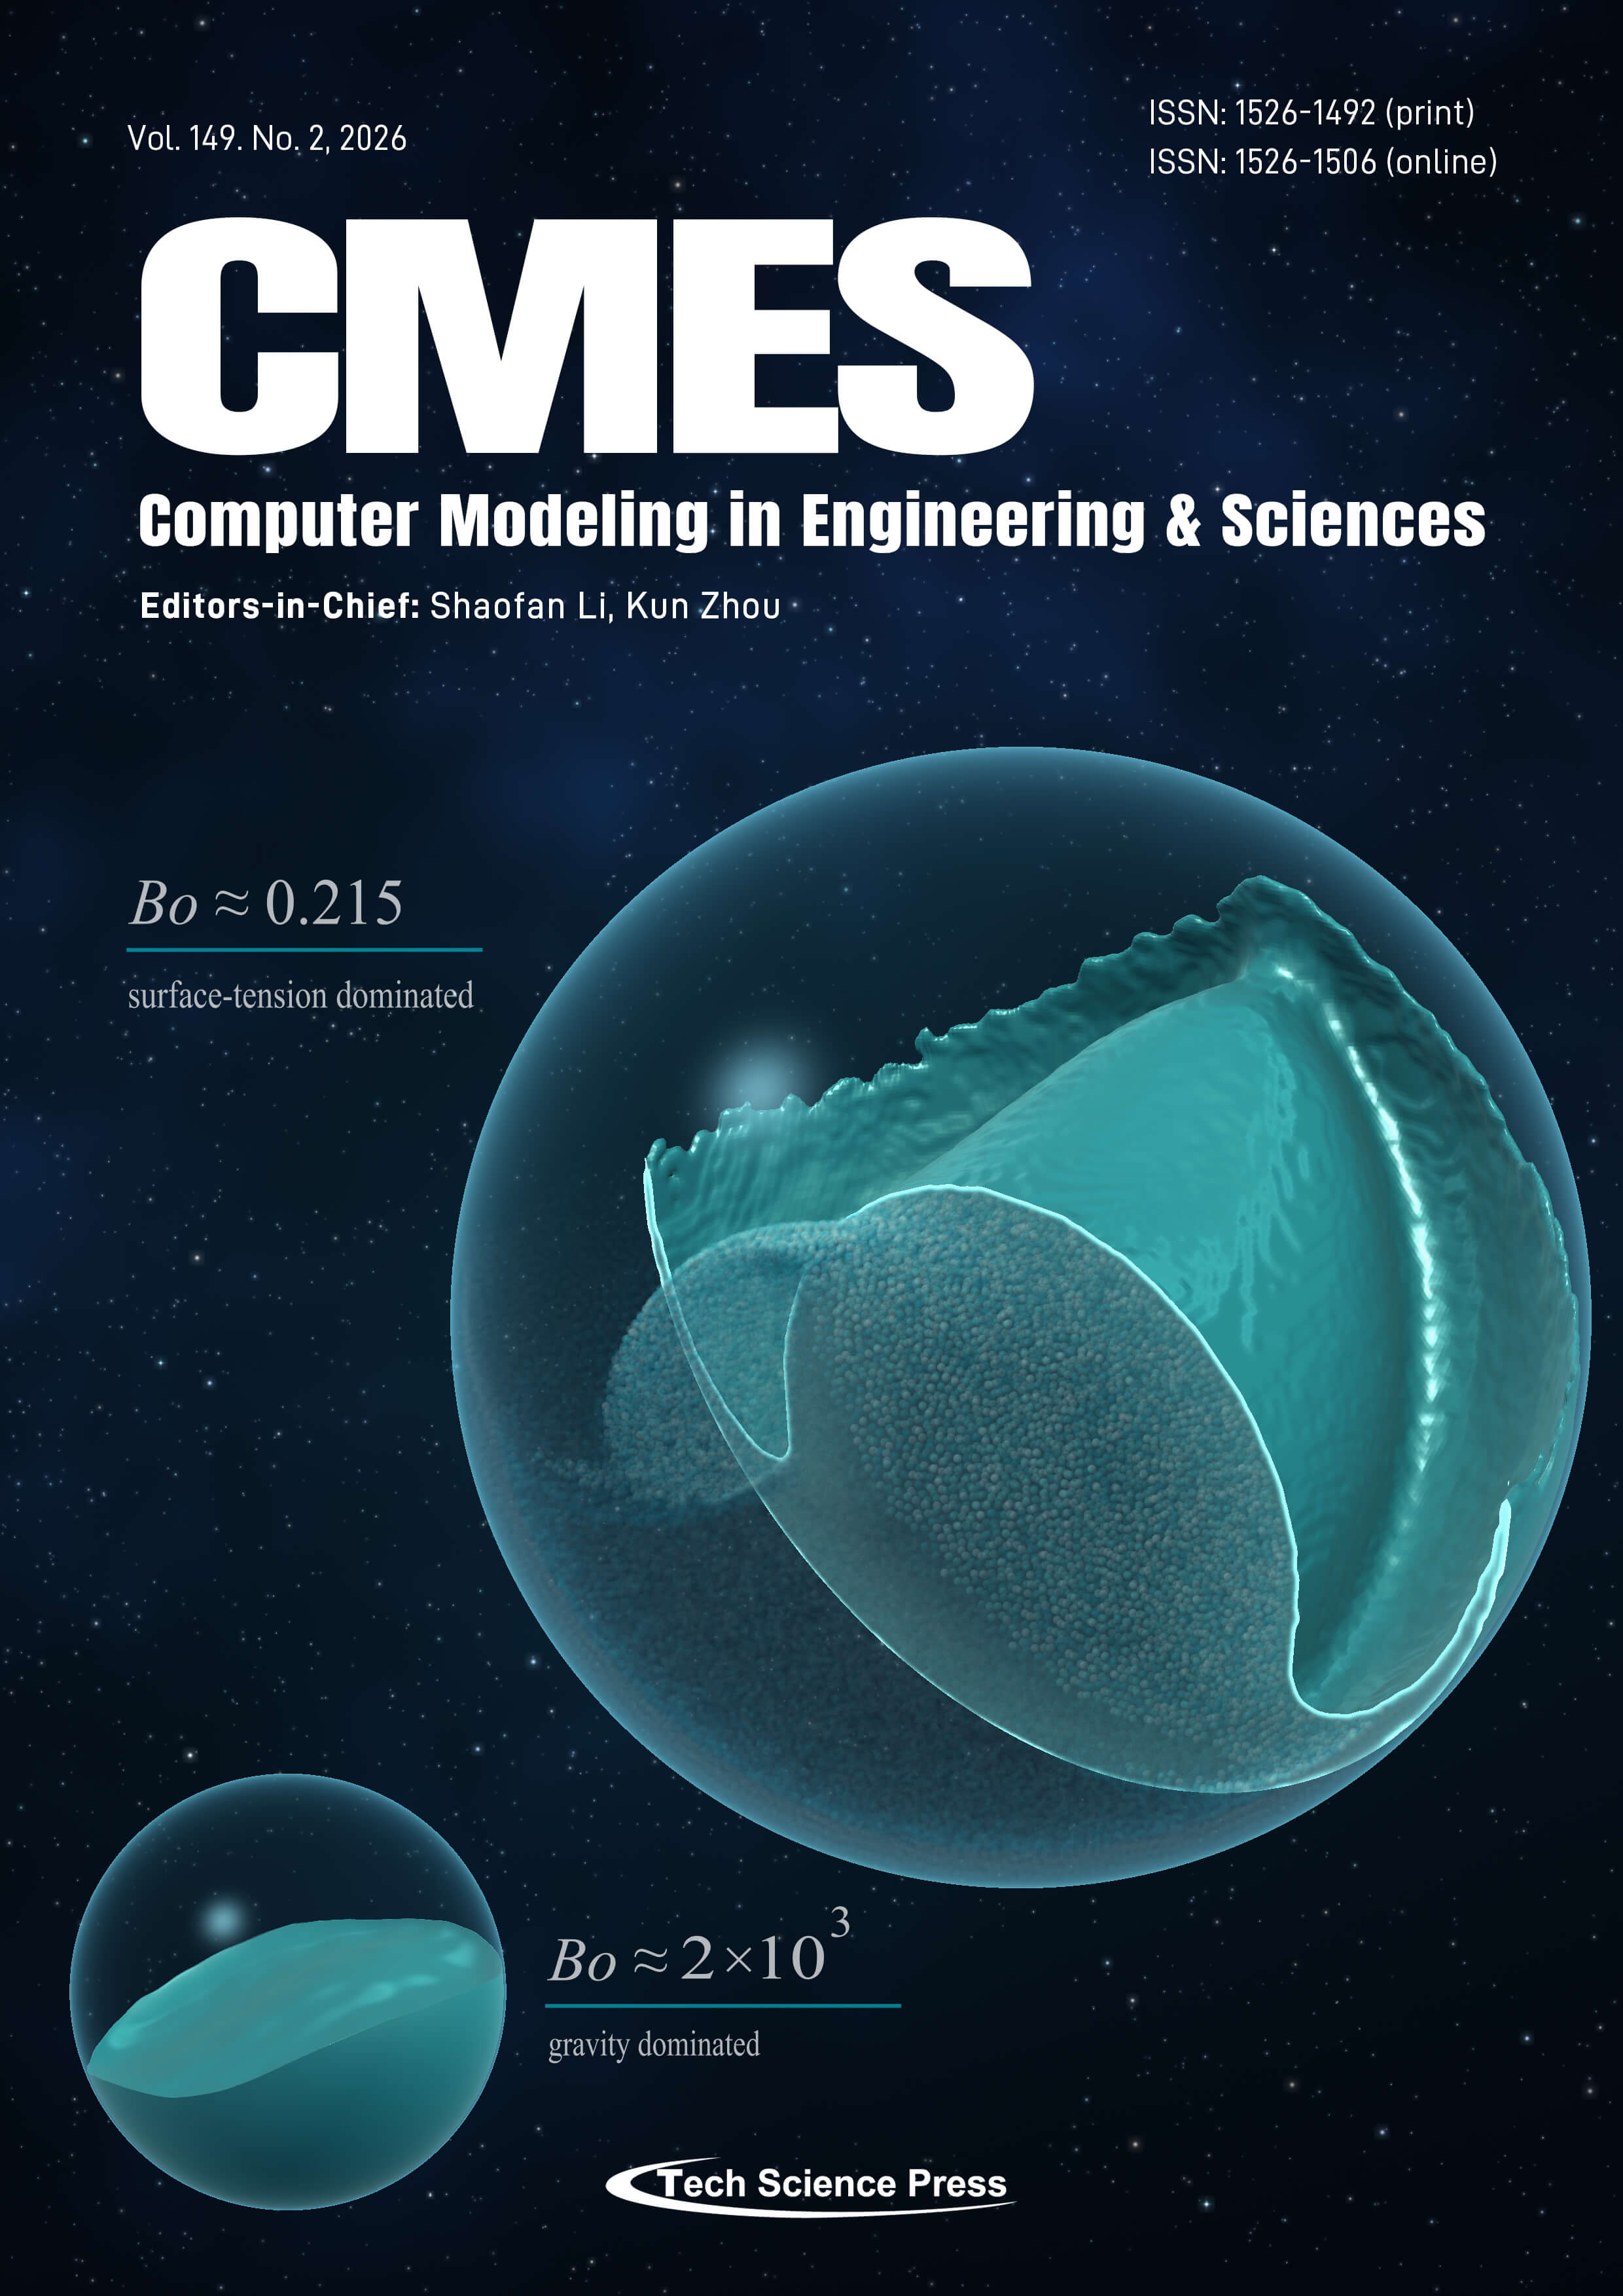 Vol. 149. No. 2, 2026
ISSN: 1526-1492 (print)
ISSN: 1526-1506 (online)
CMES
Computer Modeling in Engineering & Sciences
Editors-in-Chief: Shaofan Li, Kun Zhou
Bo ≈ 0.215
surface-tension dominated
Bo ≈ 2×10³
gravity dominated
Tech Science Press